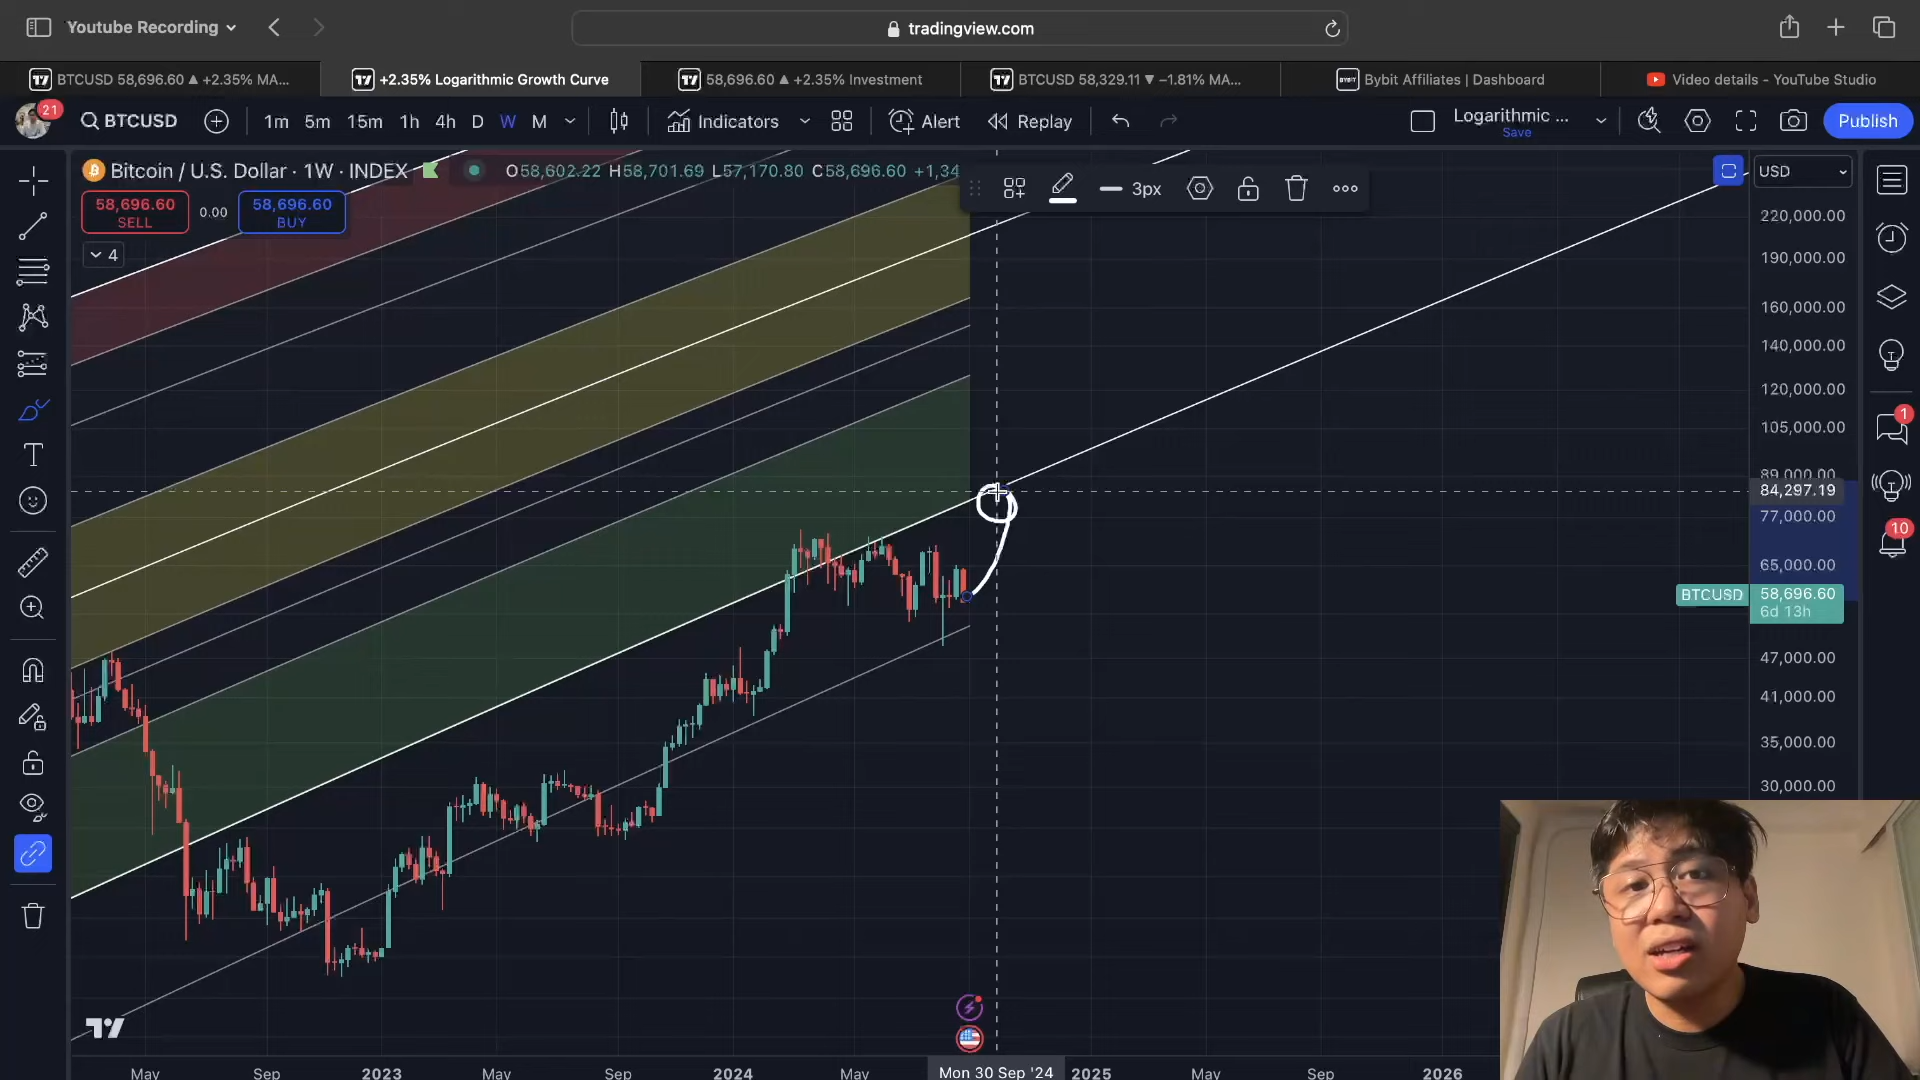 Youtube Recording
tradingview.com
BTCUSD 58,696.60 ▲ +2.35% MA...
+2.35% Logarithmic Growth Curve
58,696.60 ▲ +2.35% Investment
BTCUSD 58,329.11 ▼ −1.81% MA...
BYBIT Bybit Affiliates | Dashboard
Video details - YouTube Studio
21
BTCUSD
1m 5m 15m 1h 4h D W M
Indicators
Alert
Replay
Logarithmic ...
Save
Publish
Bitcoin / U.S. Dollar · 1W · INDEX
O58,602.22 H58,701.69 L57,170.80 C58,696.60 +1,34
3px
USD
58,696.60
SELL
0.00
58,696.60
BUY
4
220,000.00
190,000.00
160,000.00
140,000.00
120,000.00
105,000.00
89,000.00
84,297.19
77,000.00
65,000.00
BTCUSD
58,696.60
6d 13h
47,000.00
41,000.00
35,000.00
30,000.00
1
10
May
Sep
2023
May
Sep
2024
May
Mon 30 Sep '24
2025
May
Sep
2026